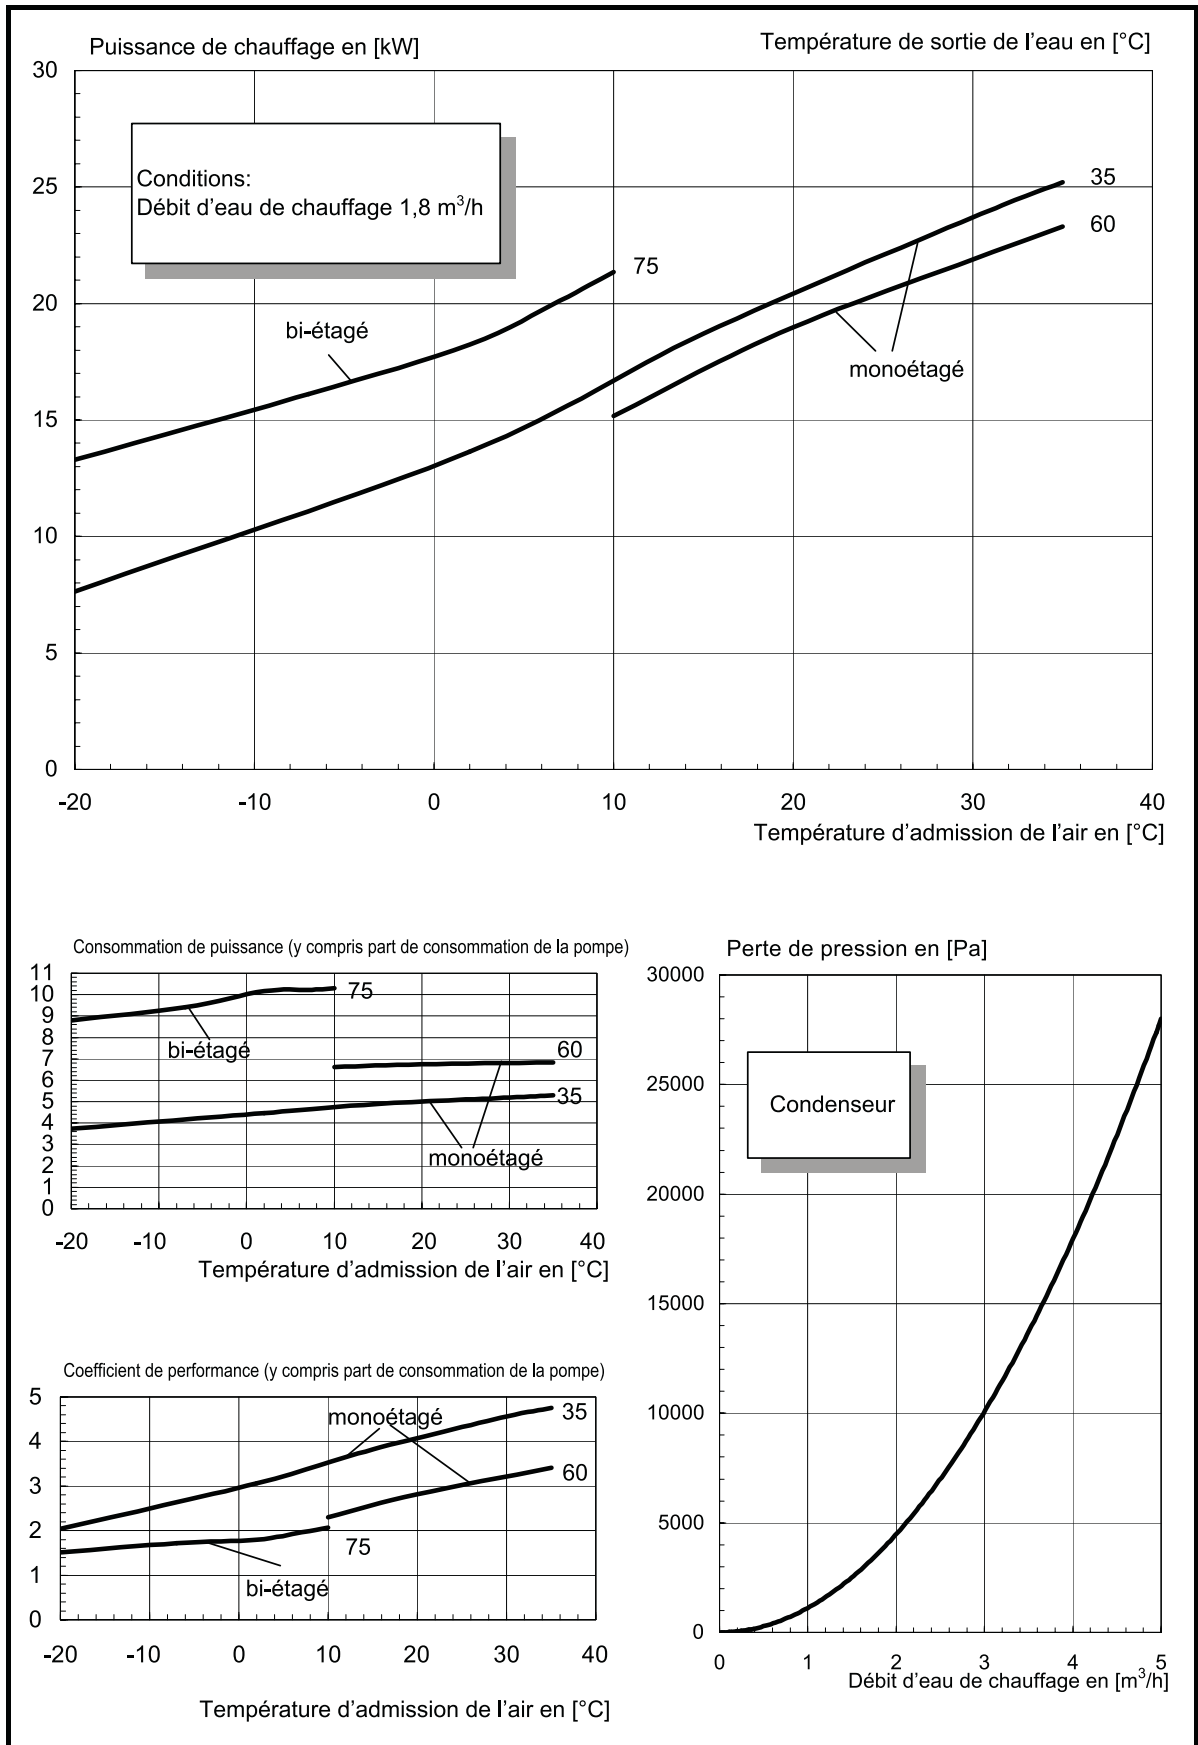 Puissance de chauffage en [kW]
Température de sortie de l'eau en [°C]
30
25
20
15
10
5
0
Conditions:
Débit d'eau de chauffage 1,8 m³/h
35
60
75
bi-étagé
monoétagé
-20 -10 0 10 20 30 40
Température d'admission de l'air en [°C]
Consommation de puissance (y compris part de consommation de la pompe)
11
10
9
8
7
6
5
4
3
2
1
0
75
bi-étagé
60
35
monoétagé
-20 -10 0 10 20 30 40
Température d'admission de l'air en [°C]
Coefficient de performance (y compris part de consommation de la pompe)
5
4
3
2
1
0
monoétagé
35
60
75
bi-étagé
-20 -10 0 10 20 30 40
Température d'admission de l'air en [°C]
Perte de pression en [Pa]
30000
25000
20000
15000
10000
5000
0
Condenseur
0 1 2 3 4 5
Débit d'eau de chauffage en [m³/h]